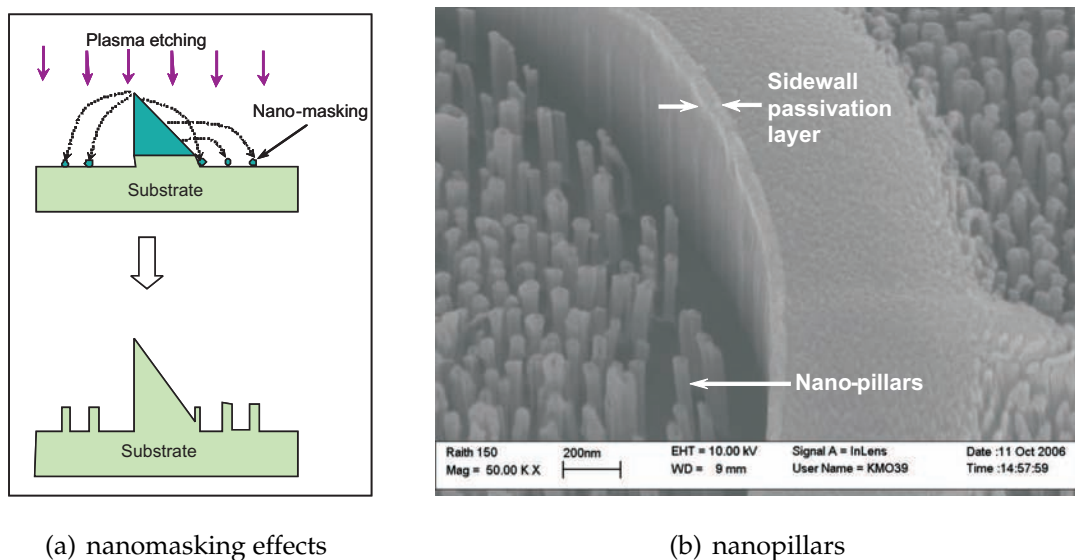 Plasma etching
Nano-masking
Substrate
Substrate
Sidewall
passivation
layer
Nano-pillars
Raith 150
Mag = 50.00 K X
200nm
EHT = 10.00 kV
WD = 9 mm
Signal A = InLens
User Name = KMO39
Date :11 Oct 2006
Time :14:57:59
(a) nanomasking effects
(b) nanopillars